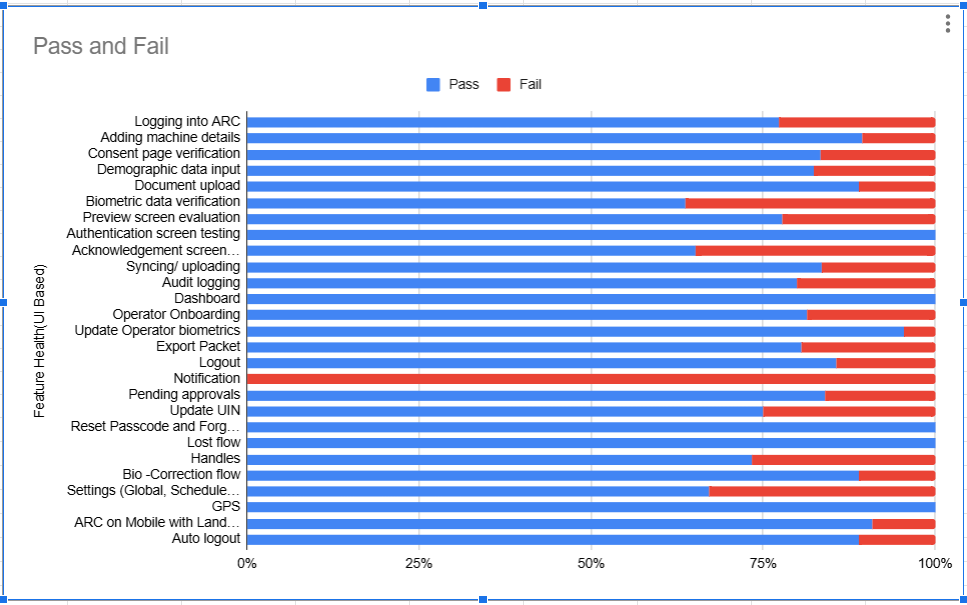 Pass and Fail
Pass Fail
Feature Health(UI Based)
Logging into ARC
Adding machine details
Consent page verification
Demographic data input
Document upload
Biometric data verification
Preview screen evaluation
Authentication screen testing
Acknowledgement screen…
Syncing/ uploading
Audit logging
Dashboard
Operator Onboarding
Update Operator biometrics
Export Packet
Logout
Notification
Pending approvals
Update UIN
Reset Passcode and Forg…
Lost flow
Handles
Bio -Correction flow
Settings (Global, Schedule…
GPS
ARC on Mobile with Land…
Auto logout
0% 25% 50% 75% 100%